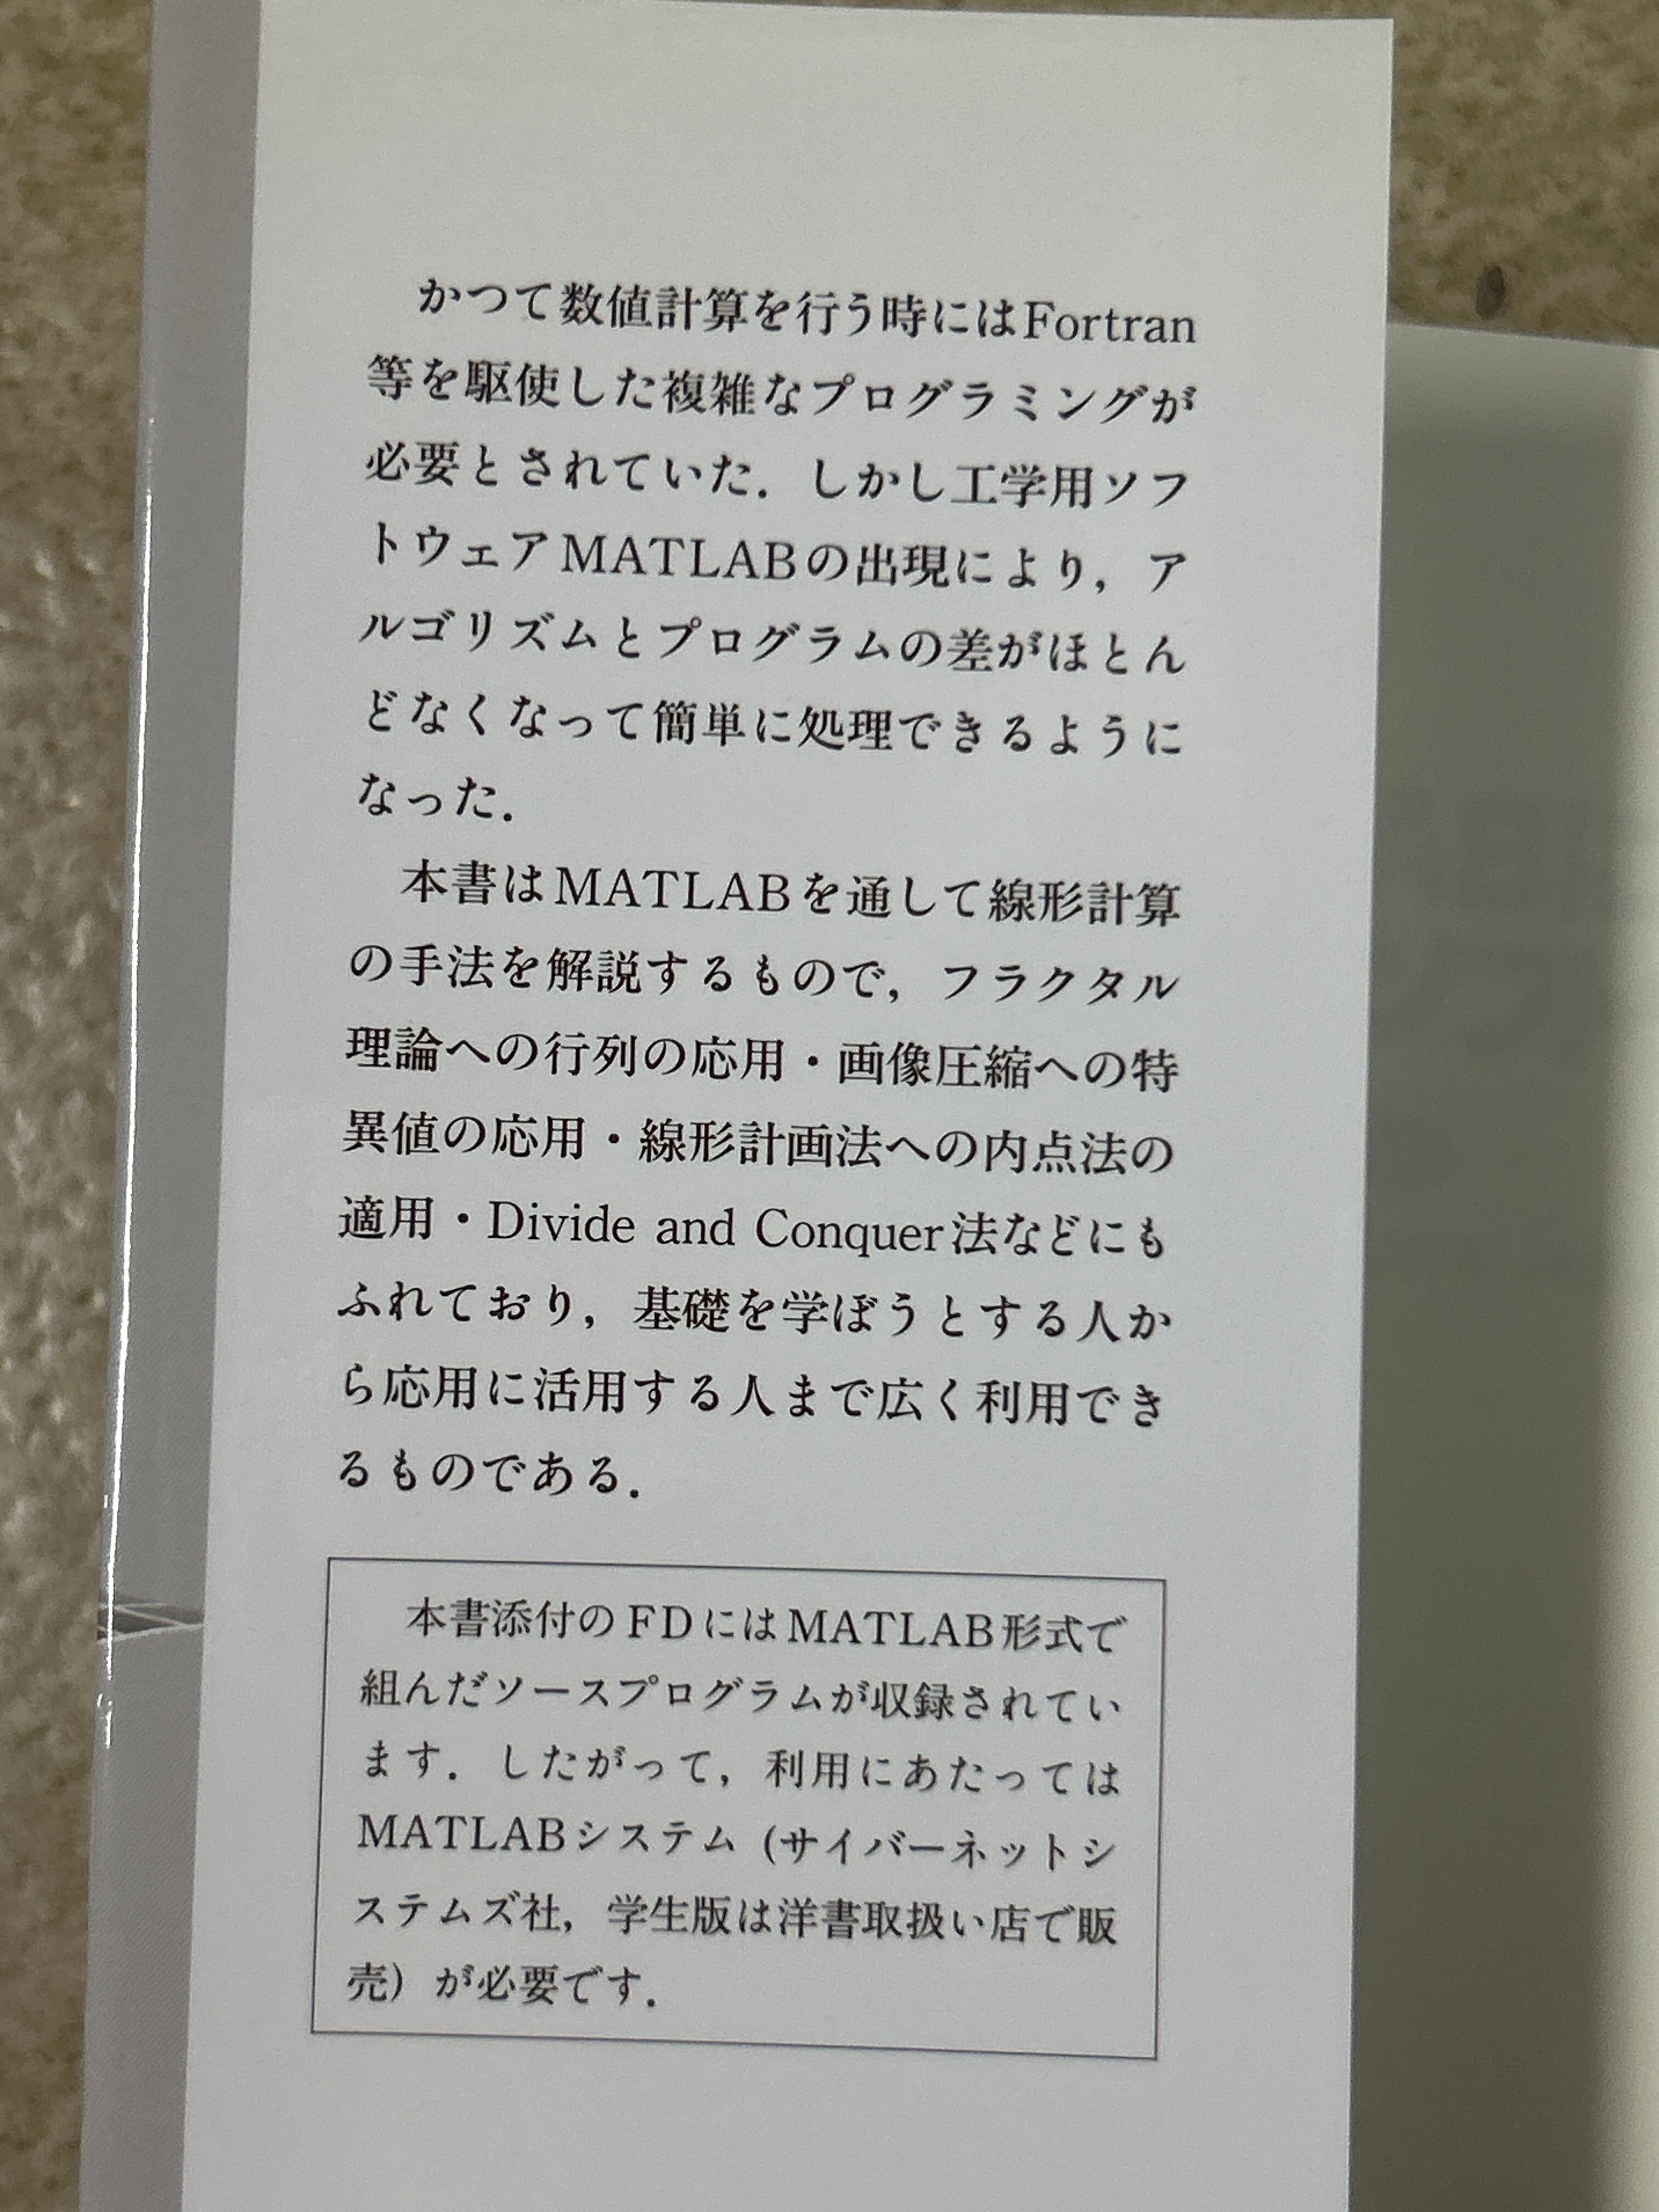 かつて数値計算を行う時にはFortran
等を駆使した複雑なプログラミングが
必要とされていた．しかし工学用ソフ
トウェアMATLABの出現により，ア
ルゴリズムとプログラムの差がほとん
どなくなって簡単に処理できるように
なった．
本書はMATLABを通して線形計算
の手法を解説するもので，フラクタル
理論への行列の応用・画像圧縮への特
異値の応用・線形計画法への内点法の
適用・Divide and Conquer法などにも
ふれており，基礎を学ぼうとする人か
ら応用に活用する人まで広く利用でき
るものである．
本書添付のFDにはMATLAB形式で
組んだソースプログラムが収録されてい
ます．したがって，利用にあたっては
MATLABシステム（サイバーネットシ
ステムズ社，学生版は洋書取扱い店で販
売）が必要です．